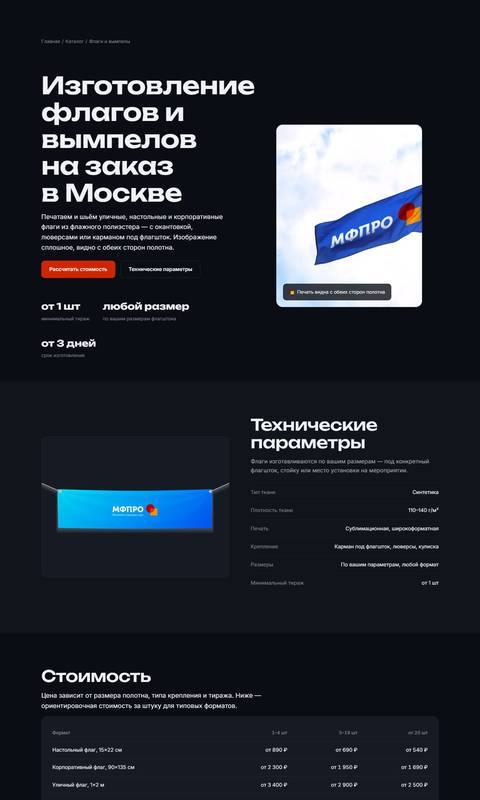 Главная / Каталог / Флаги и вымпелы
Изготовление
флагов и
вымпелов
на заказ
в Москве
Печатаем и шьём уличные, настольные и корпоративные
флаги из флажного полиэстера — с окантовкой,
люверсами или карманом под флагшток. Изображение
сплошное, видно с обеих сторон полотна.
Рассчитать стоимость
Технические параметры
МФПРО
Печать видна с обеих сторон полотна
от 1 шт
любой размер
минимальный тираж
по вашим размерам флагштока
от 3 дней
срок изготовления
МФПРО
Технические
параметры
Флаги изготавливаются по вашим размерам — под конкретный
флагшток, стойку или место установки на мероприятии.
Тип ткани Синтетика
Плотность ткани 110–140 г/м²
Печать Сублимационная, широкоформатная
Крепление Карман под флагшток, люверсы, кулиска
Размеры По вашим параметрам, любой формат
Минимальный тираж от 1 шт
Стоимость
Цена зависит от размера полотна, типа крепления и тиража. Ниже —
ориентировочная стоимость за штуку для типовых форматов.
Формат 1–4 шт 5–19 шт от 20 шт
Настольный флаг, 15×22 см от 890 ₽ от 690 ₽ от 540 ₽
Корпоративный флаг, 90×135 см от 2 300 ₽ от 1 950 ₽ от 1 690 ₽
Уличный флаг, 1×2 м от 3 400 ₽ от 2 900 ₽ от 2 500 ₽